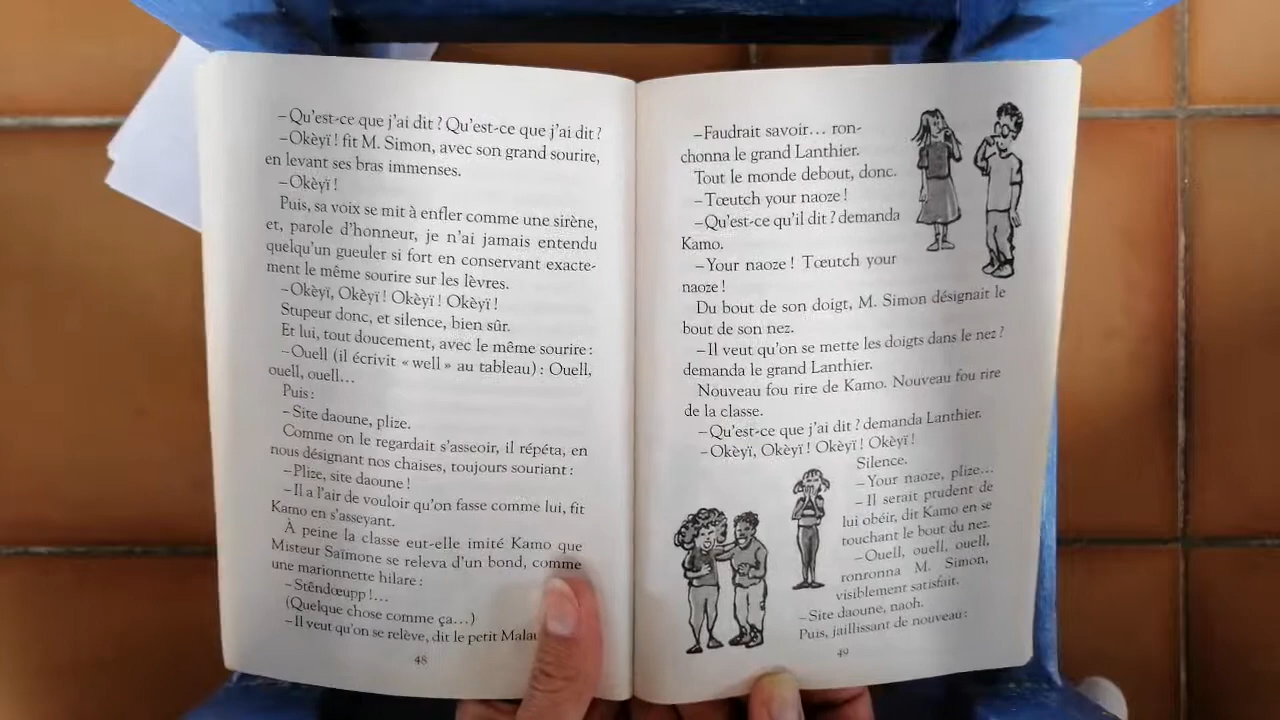 – Qu'est-ce que j'ai dit ? Qu'est-ce que j'ai dit ?
– Okèyï ! fit M. Simon, avec son grand sourire,
en levant ses bras immenses.
– Okèyï !
Puis, sa voix se mit à enfler comme une sirène,
et, parole d'honneur, je n'ai jamais entendu
quelqu'un gueuler si fort en conservant exacte-
ment le même sourire sur les lèvres.
– Okèyï, Okèyï ! Okèyï ! Okèyï !
Stupeur donc, et silence, bien sûr.
Et lui, tout doucement, avec le même sourire :
– Ouell (il écrivit « well » au tableau) : Ouell,
ouell, ouell…
Puis :
– Site daoune, plize.
Comme on le regardait s'asseoir, il répéta, en
nous désignant nos chaises, toujours souriant :
– Plize, site daoune !
– Il a l'air de vouloir qu'on fasse comme lui, fit
Kamo en s'asseyant.
À peine la classe eut-elle imité Kamo que
Misteur Saïmone se releva d'un bond, comme
une marionnette hilare :
– Stêndœupp !…
(Quelque chose comme ça…)
– Il veut qu'on se relève, dit le petit
48
– Faudrait savoir… ron-
chonna le grand Lanthier.
Tout le monde debout, donc.
– Tœutch your naoze !
– Qu'est-ce qu'il dit ? demanda
Kamo.
– Your naoze ! Tœutch your
naoze !
Du bout de son doigt, M. Simon désignait le
bout de son nez.
– Il veut qu'on se mette les doigts dans le nez ?
demanda le grand Lanthier.
Nouveau fou rire de Kamo. Nouveau fou rire
de la classe.
– Qu'est-ce que j'ai dit ? demanda Lanthier.
– Okèyï, Okèyï ! Okèyï ! Okèyï !
Silence.
– Your naoze, plize…
– Il serait prudent de
lui obéir, dit Kamo en se
touchant le bout du nez.
– Ouell, ouell, ouell,
ronronna M. Simon,
visiblement satisfait.
– Site daoune, naoh.
Puis, jaillissant de nouveau :
49